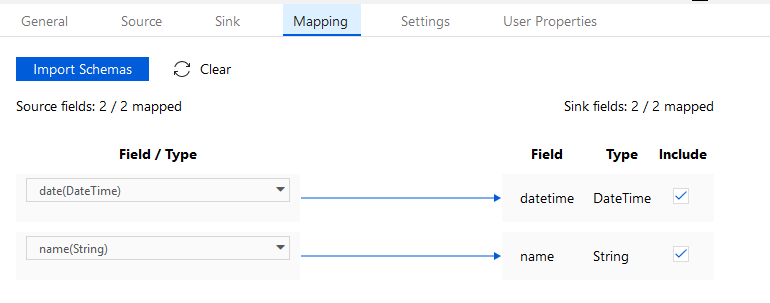 General Source Sink Mapping Settings User Properties
Import Schemas Clear
Source fields: 2 / 2 mapped Sink fields: 2 / 2 mapped
Field / Type Field Type Include
date(DateTime) datetime DateTime
name(String) name String